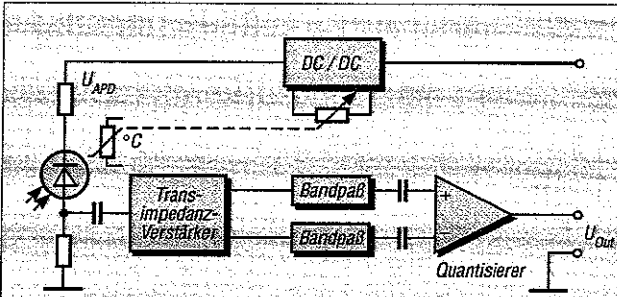 DC / DC
U_APD
°C
Trans-
impedanz-
Verstärker
Bandpaß
Bandpaß
+
−
U_Out
Quantisierer